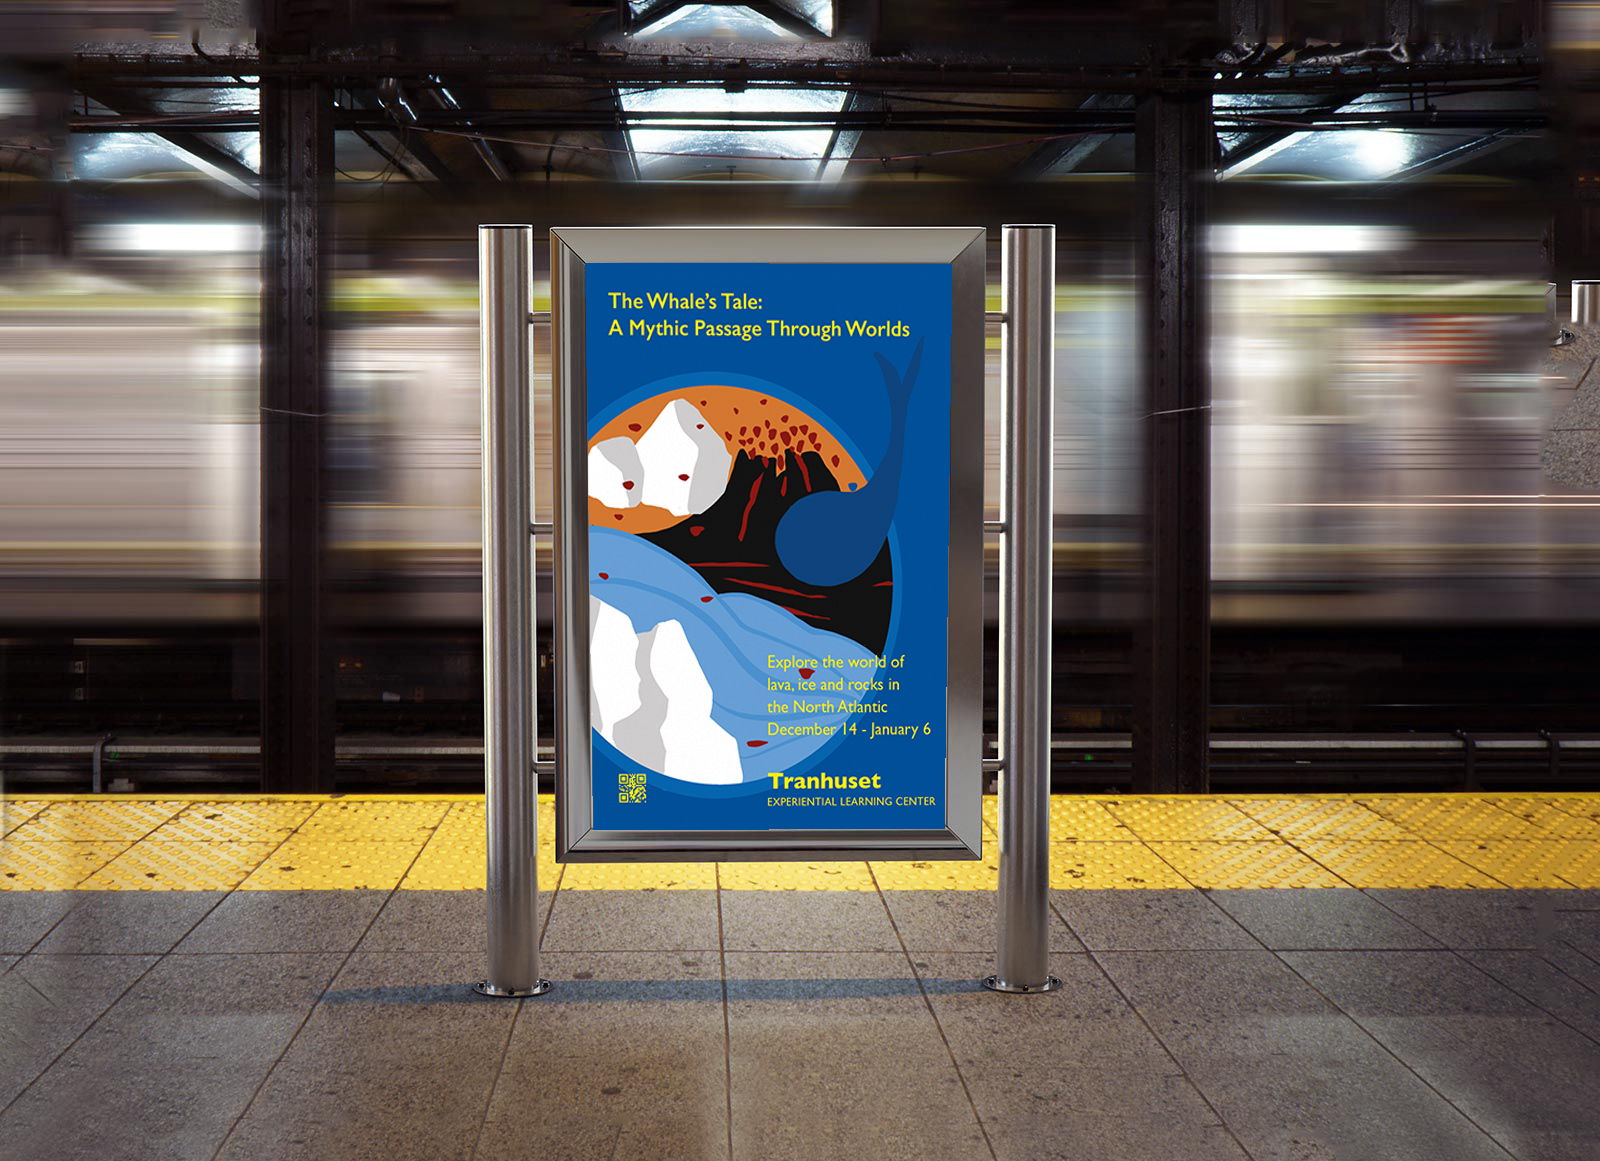 The Whale's Tale:
A Mythic Passage Through Worlds
Explore the world of
lava, ice and rocks in
the North Atlantic
December 14 - January 6
Tranhuset
EXPERIENTIAL LEARNING CENTER